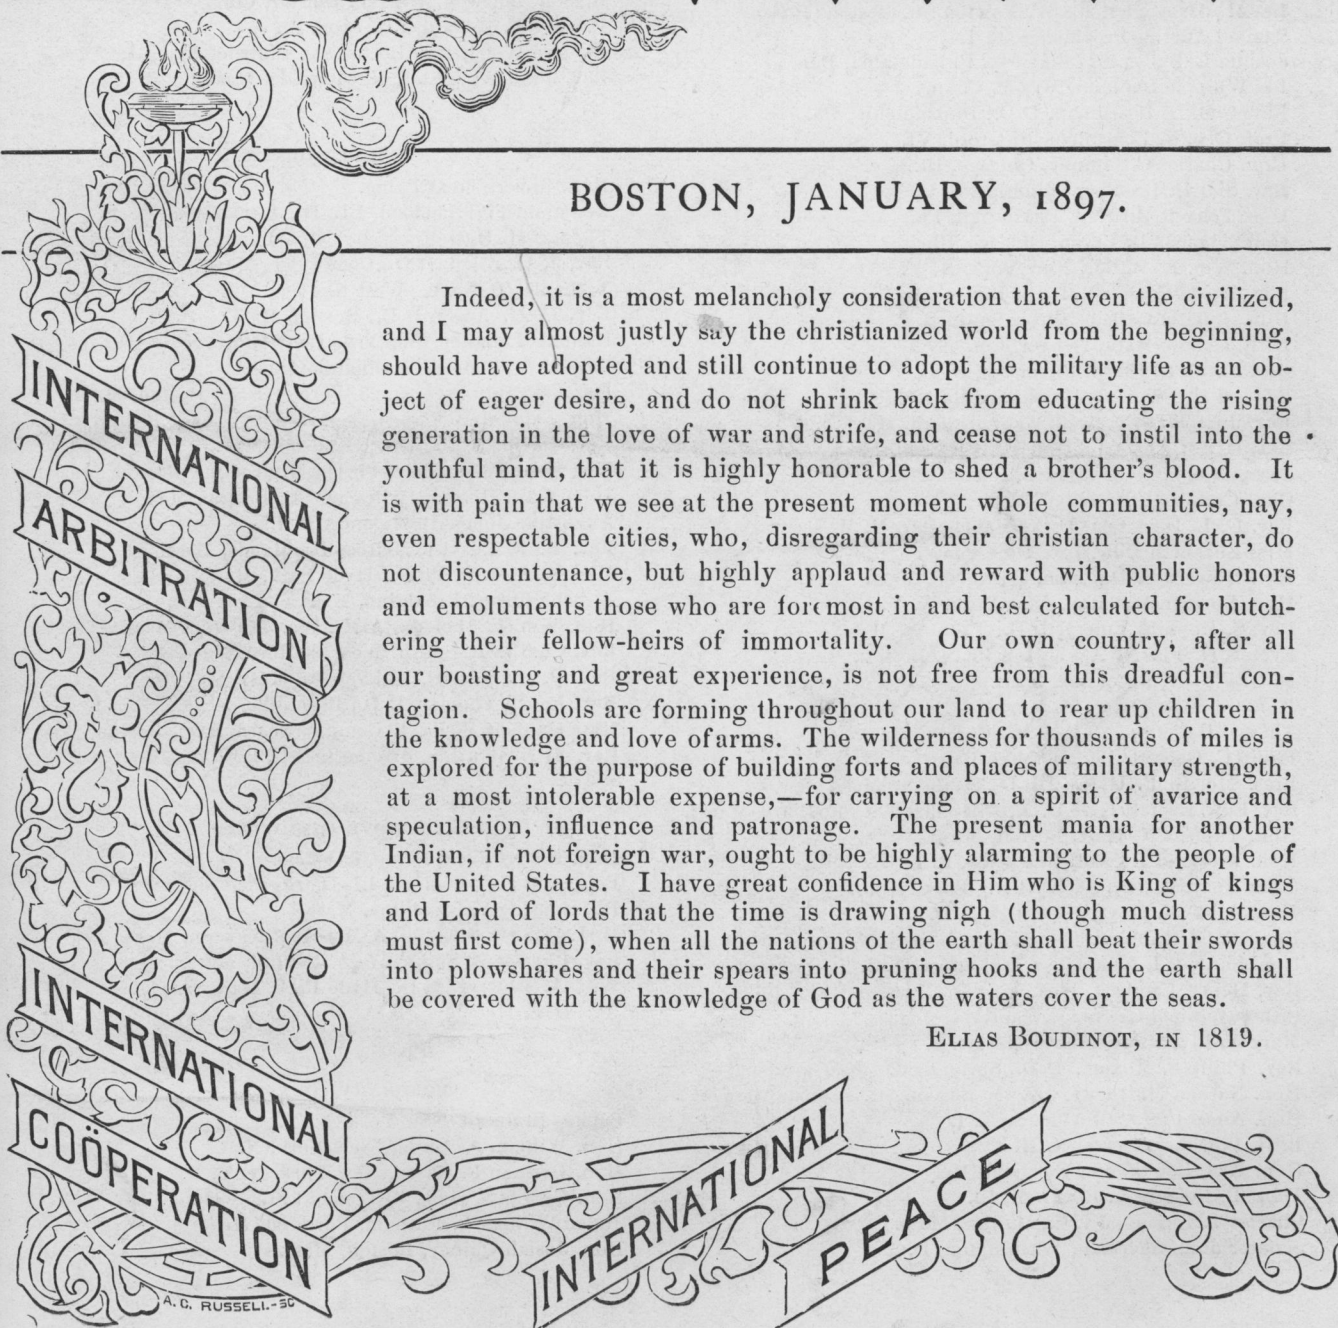 BOSTON, JANUARY, 1897.
Indeed, it is a most melancholy consideration that even the civilized,
and I may almost justly say the christianized world from the beginning,
should have adopted and still continue to adopt the military life as an ob-
ject of eager desire, and do not shrink back from educating the rising
generation in the love of war and strife, and cease not to instil into the
youthful mind, that it is highly honorable to shed a brother's blood. It
is with pain that we see at the present moment whole communities, nay,
even respectable cities, who, disregarding their christian character, do
not discountenance, but highly applaud and reward with public honors
and emoluments those who are foremost in and best calculated for butch-
ering their fellow-heirs of immortality. Our own country, after all
our boasting and great experience, is not free from this dreadful con-
tagion. Schools are forming throughout our land to rear up children in
the knowledge and love of arms. The wilderness for thousands of miles is
explored for the purpose of building forts and places of military strength,
at a most intolerable expense,—for carrying on a spirit of avarice and
speculation, influence and patronage. The present mania for another
Indian, if not foreign war, ought to be highly alarming to the people of
the United States. I have great confidence in Him who is King of kings
and Lord of lords that the time is drawing nigh (though much distress
must first come), when all the nations of the earth shall beat their swords
into plowshares and their spears into pruning hooks and the earth shall
be covered with the knowledge of God as the waters cover the seas.
ELIAS BOUDINOT, IN 1819.
INTERNATIONAL
ARBITRATION
INTERNATIONAL
COÖPERATION
INTERNATIONAL
PEACE
A. C. RUSSELL.-SC